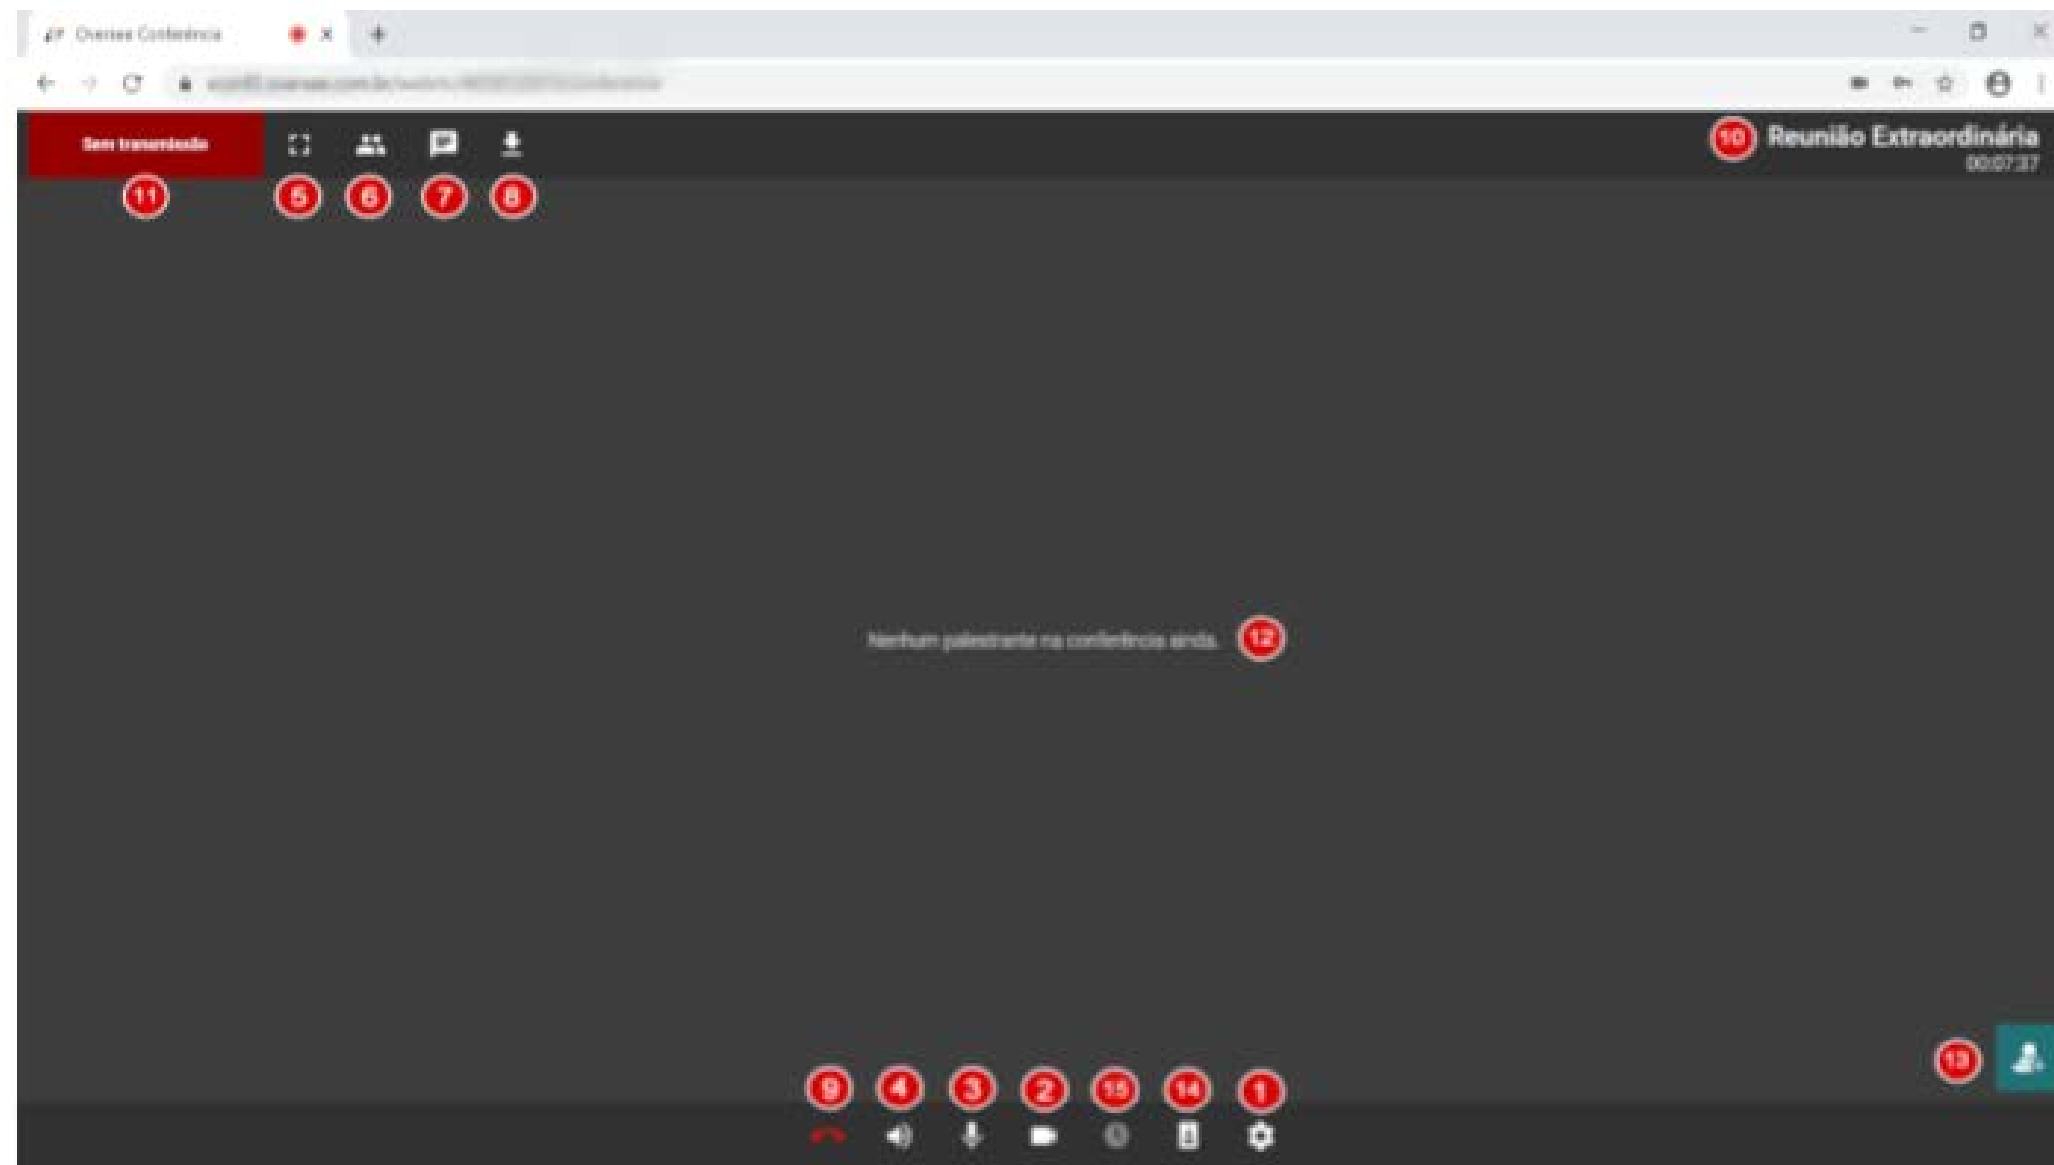 Conferência
Sem transmissão
10 Reunião Extraordinária
00:07:37
11 5 6 7 8
Nenhum palestrante na conferência ainda. 12
13
9 4 3 2 15 14 1